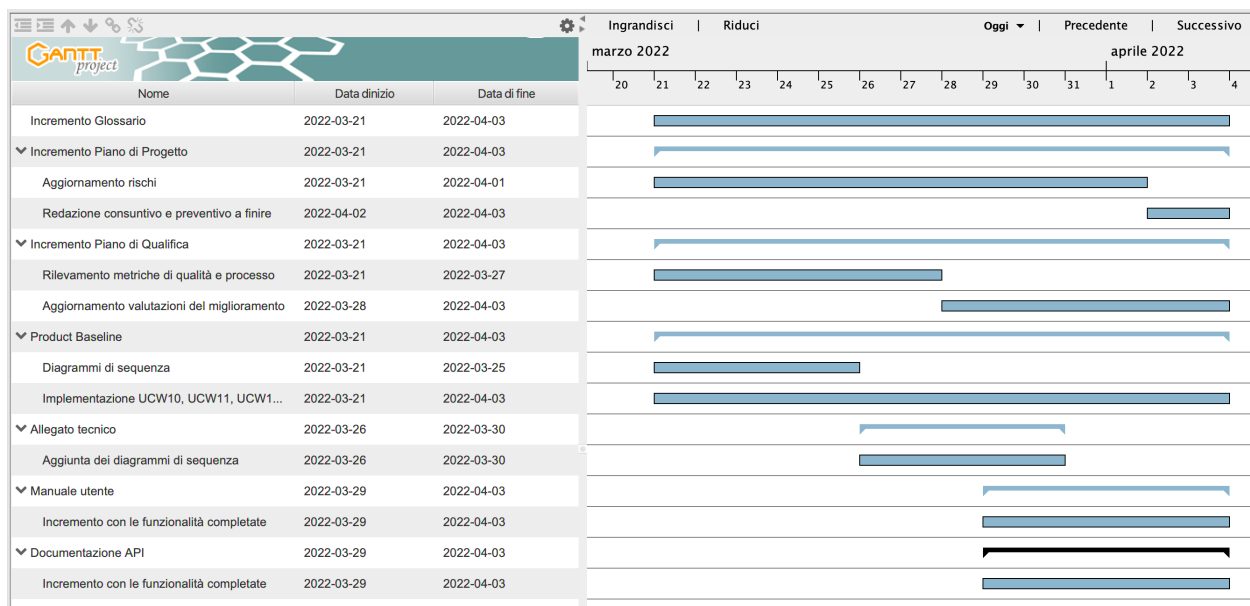 Ingrandisci | Riduci Oggi | Precedente | Successivo
GANTT project
marzo 2022 aprile 2022
20 21 22 23 24 25 26 27 28 29 30 31 1 2 3 4
Nome Data dinizio Data di fine
Incremento Glossario 2022-03-21 2022-04-03
Incremento Piano di Progetto 2022-03-21 2022-04-03
Aggiornamento rischi 2022-03-21 2022-04-01
Redazione consuntivo e preventivo a finire 2022-04-02 2022-04-03
Incremento Piano di Qualifica 2022-03-21 2022-04-03
Rilevamento metriche di qualità e processo 2022-03-21 2022-03-27
Aggiornamento valutazioni del miglioramento 2022-03-28 2022-04-03
Product Baseline 2022-03-21 2022-04-03
Diagrammi di sequenza 2022-03-21 2022-03-25
Implementazione UCW10, UCW11, UCW1... 2022-03-21 2022-04-03
Allegato tecnico 2022-03-26 2022-03-30
Aggiunta dei diagrammi di sequenza 2022-03-26 2022-03-30
Manuale utente 2022-03-29 2022-04-03
Incremento con le funzionalità completate 2022-03-29 2022-04-03
Documentazione API 2022-03-29 2022-04-03
Incremento con le funzionalità completate 2022-03-29 2022-04-03